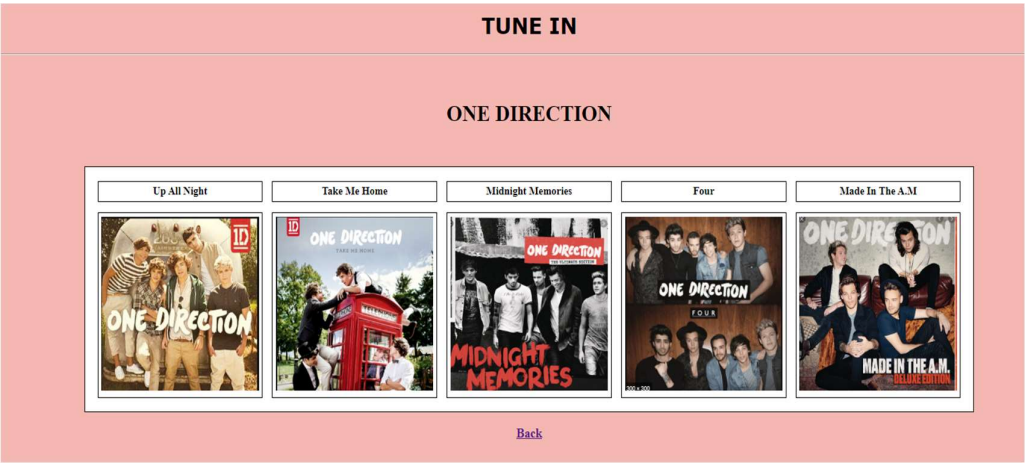 TUNE IN
ONE DIRECTION
Up All Night
Take Me Home
Midnight Memories
Four
Made In The A.M
1D
ONE DIRECTION
1D
ONE DIRECTION
TAKE ME HOME
TELEPHONE
ONE DIRECTION
THE ULTIMATE EDITION
MIDNIGHT
MEMORIES
ONE DIRECTION
FOUR
300 × 300
ONE DIRECTION
MADE IN THE A.M.
DELUXE EDITION
Back